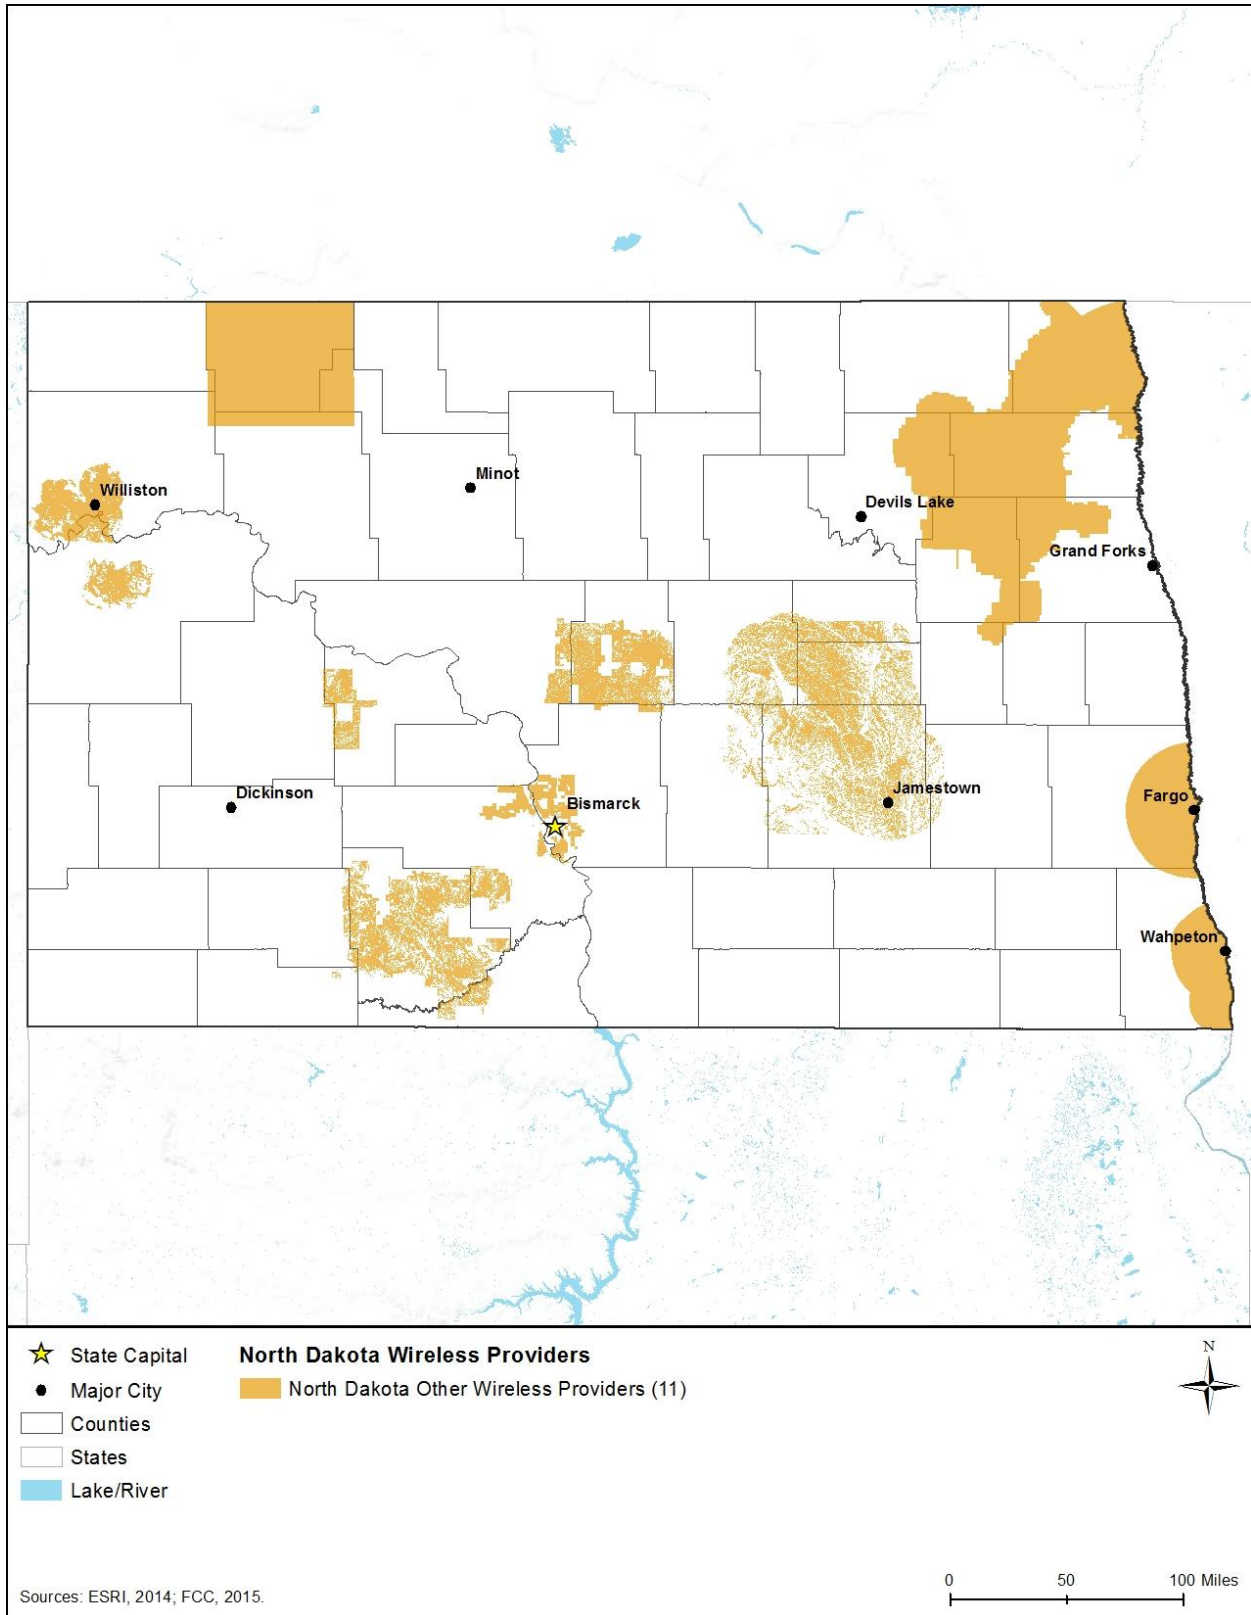 Williston
Minot
Devils Lake
Grand Forks
Dickinson
Bismarck
Jamestown
Fargo
Wahpeton
State Capital
North Dakota Wireless Providers
N
Major City
North Dakota Other Wireless Providers (11)
Counties
States
Lake/River
Sources: ESRI, 2014; FCC, 2015.
0 50 100 Miles